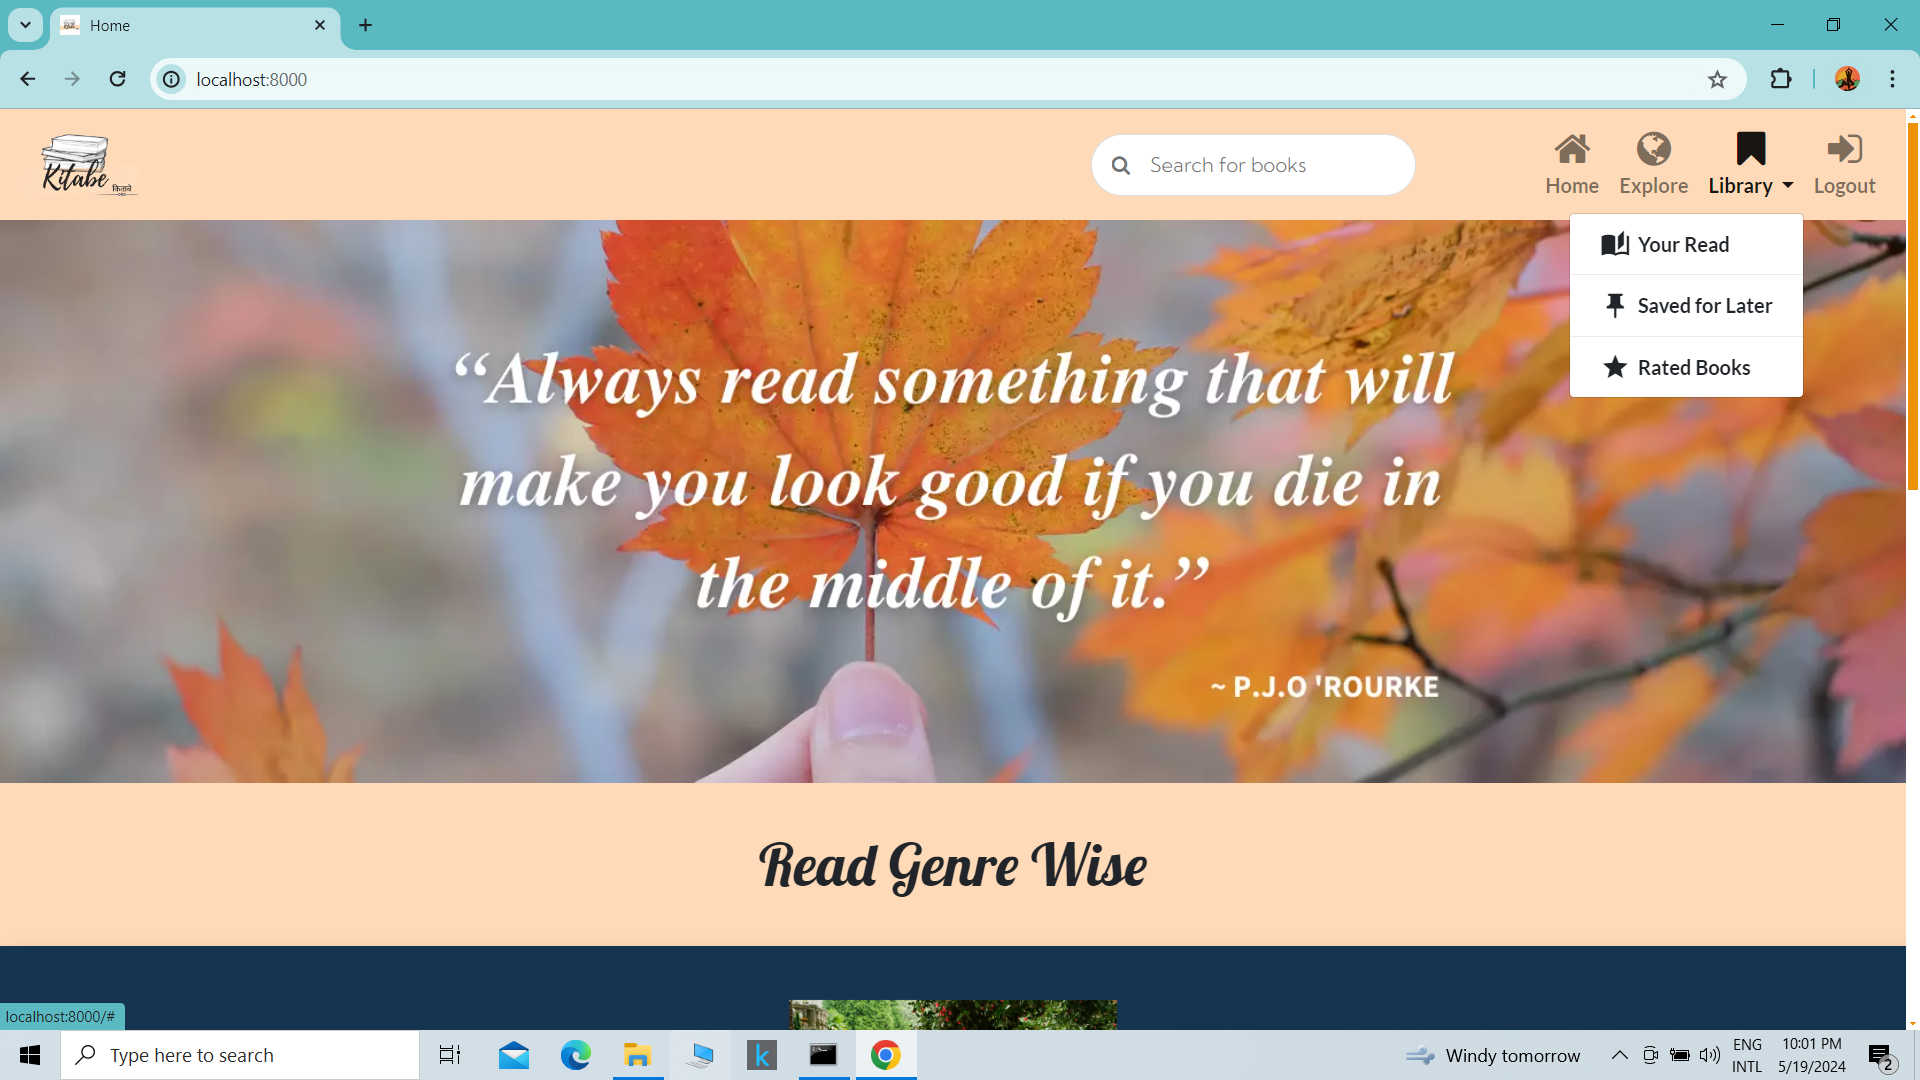 Home
localhost:8000
Kitabe
किताबे
Search for books
Home
Explore
Library
Logout
Your Read
Saved for Later
Rated Books
“Always read something that will
make you look good if you die in
the middle of it.”
~ P.J.O 'ROURKE
Read Genre Wise
localhost:8000/#
Type here to search
k
Windy tomorrow
ENG
INTL
10:01 PM
5/19/2024
2